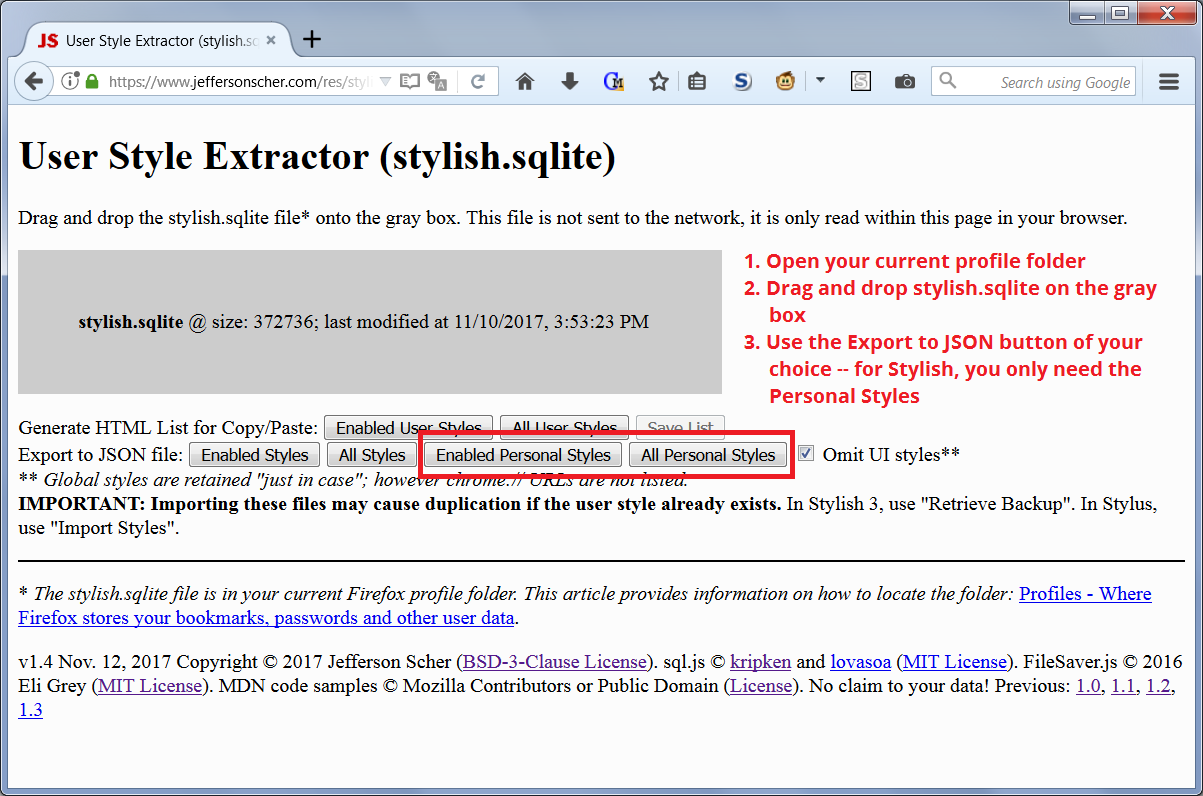 JS User Style Extractor (stylish.sc
https://www.jeffersonscher.com/res/styli
Search using Google
User Style Extractor (stylish.sqlite)
Drag and drop the stylish.sqlite file* onto the gray box. This file is not sent to the network, it is only read within this page in your browser.
stylish.sqlite @ size: 372736; last modified at 11/10/2017, 3:53:23 PM
1. Open your current profile folder
2. Drag and drop stylish.sqlite on the gray
box
3. Use the Export to JSON button of your
choice -- for Stylish, you only need the
Personal Styles
Generate HTML List for Copy/Paste: Enabled User Styles All User Styles Save List
Export to JSON file: Enabled Styles All Styles Enabled Personal Styles All Personal Styles Omit UI styles**
** Global styles are retained "just in case"; however chrome:// URLs are not listed.
IMPORTANT: Importing these files may cause duplication if the user style already exists. In Stylish 3, use "Retrieve Backup". In Stylus,
use "Import Styles".
* The stylish.sqlite file is in your current Firefox profile folder. This article provides information on how to locate the folder: Profiles - Where
Firefox stores your bookmarks, passwords and other user data.
v1.4 Nov. 12, 2017 Copyright © 2017 Jefferson Scher (BSD-3-Clause License). sql.js © kripken and lovasoa (MIT License). FileSaver.js © 2016
Eli Grey (MIT License). MDN code samples © Mozilla Contributors or Public Domain (License). No claim to your data! Previous: 1.0, 1.1, 1.2,
1.3